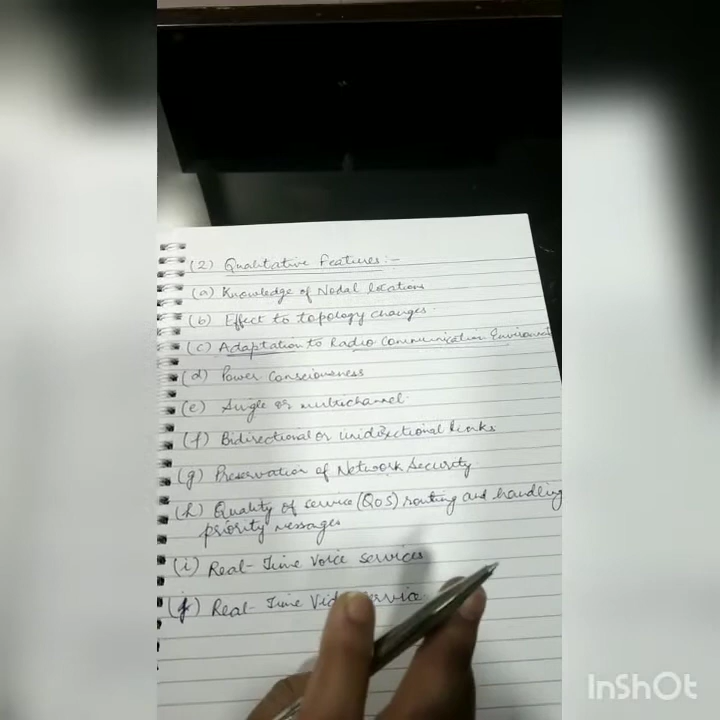 (2) Qualitative Features:-
(a) Knowledge of Nodal locations
(b) Effect to topology changes.
(c) Adaptation to Radio Communication Environment
(d) Power Consciousness
(e) Single or multichannel.
(f) Bidirectional or Unidirectional Links
(g) Preservation of Network Security
(h) Quality of service (QOS) routing and handling
priority messages
(i) Real-Time Voice services
(j) Real-Time
InShOt